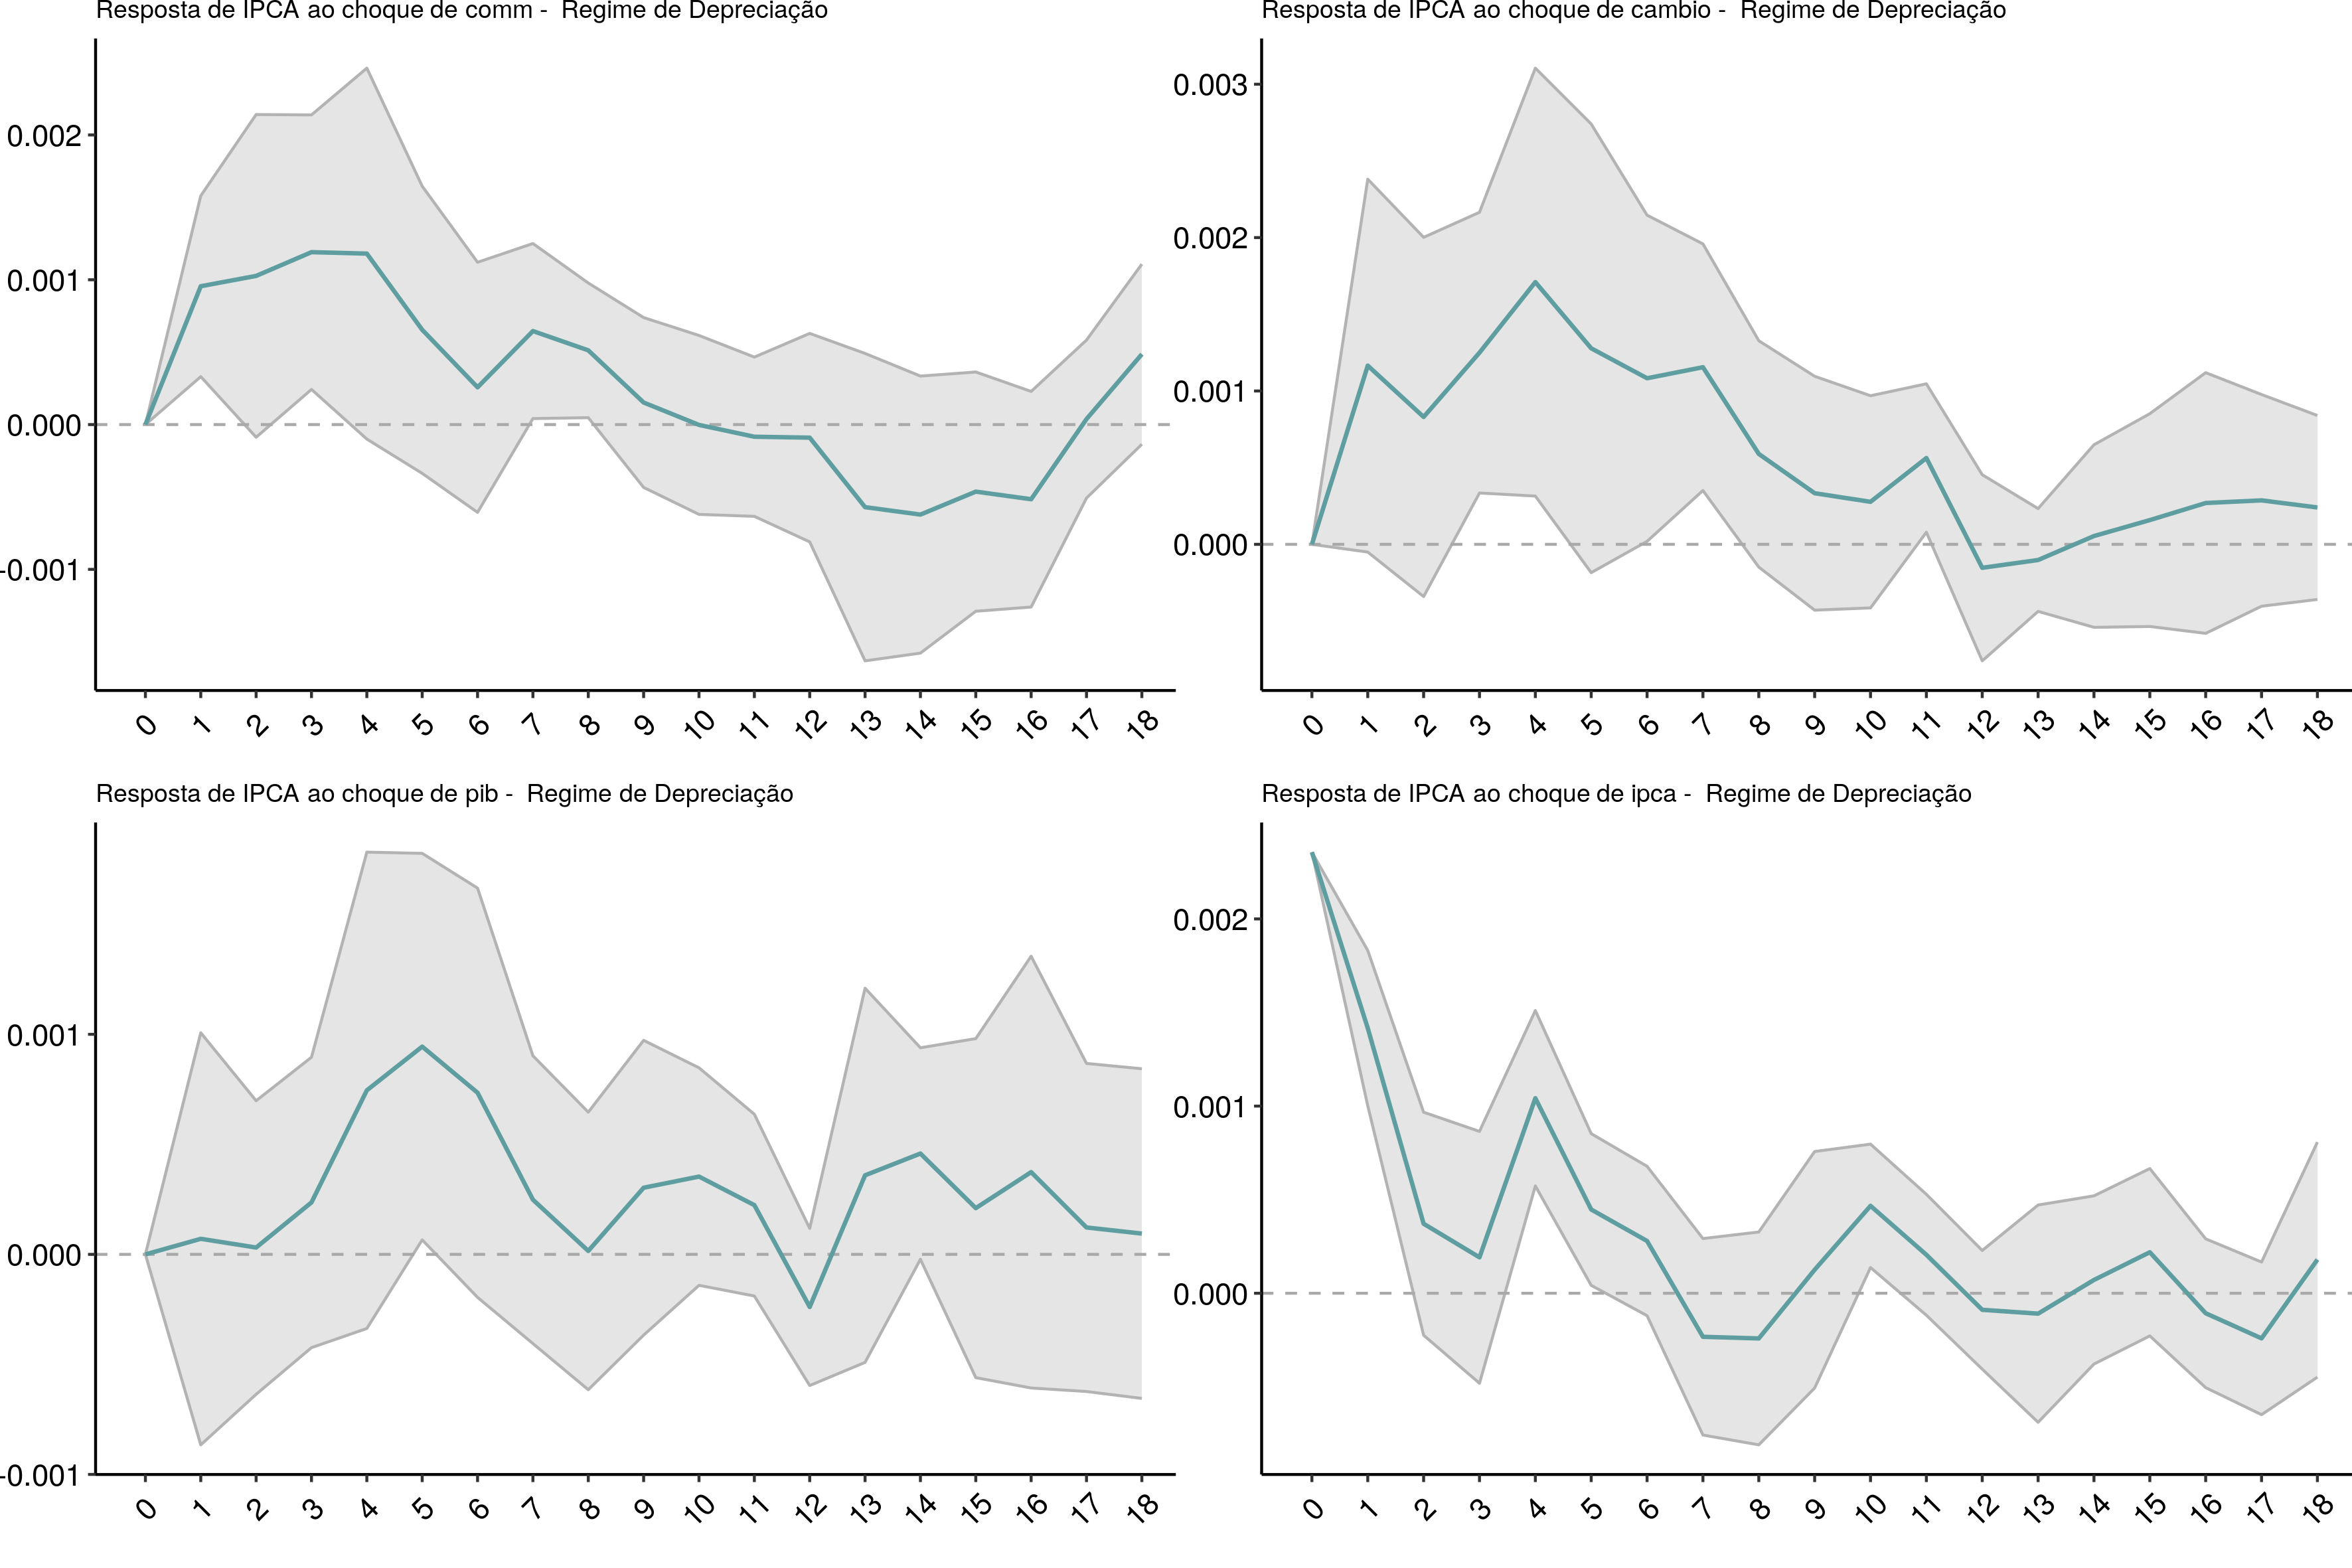 Resposta de IPCA ao choque de comm -  Regime de Depreciação
0.002
0.001
0.000
-0.001
0 1 2 3 4 5 6 7 8 9 10 11 12 13 14 15 16 17 18
Resposta de IPCA ao choque de cambio -  Regime de Depreciação
0.003
0.002
0.001
0.000
0 1 2 3 4 5 6 7 8 9 10 11 12 13 14 15 16 17 18
Resposta de IPCA ao choque de pib -  Regime de Depreciação
0.001
0.000
-0.001
0 1 2 3 4 5 6 7 8 9 10 11 12 13 14 15 16 17 18
Resposta de IPCA ao choque de ipca -  Regime de Depreciação
0.002
0.001
0.000
0 1 2 3 4 5 6 7 8 9 10 11 12 13 14 15 16 17 18